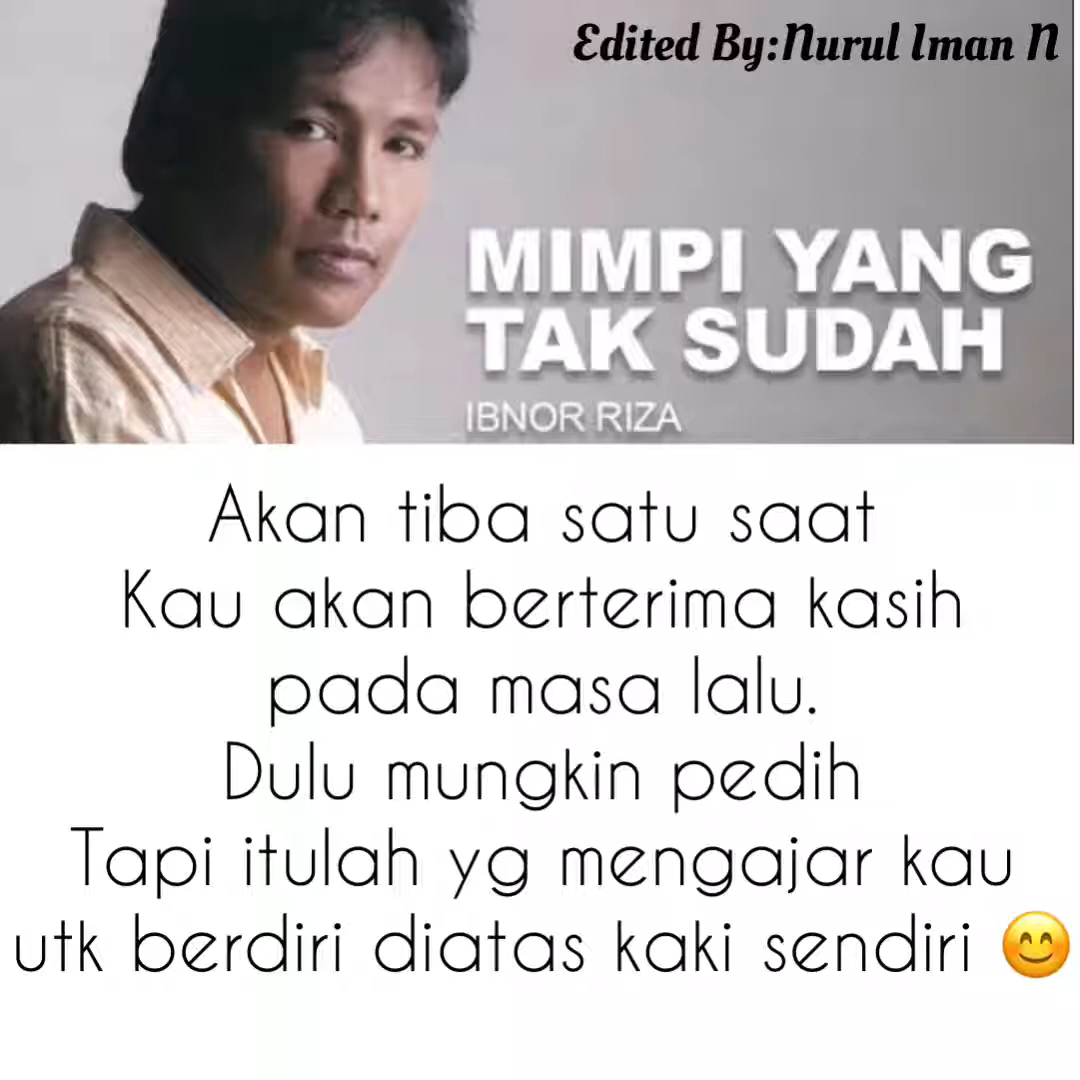 Edited By:Nurul Iman N
MIMPI YANG
TAK SUDAH
IBNOR RIZA
Akan tiba satu saat
Kau akan berterima kasih
pada masa lalu.
Dulu mungkin pedih
Tapi itulah yg mengajar kau
utk berdiri diatas kaki sendiri 😊